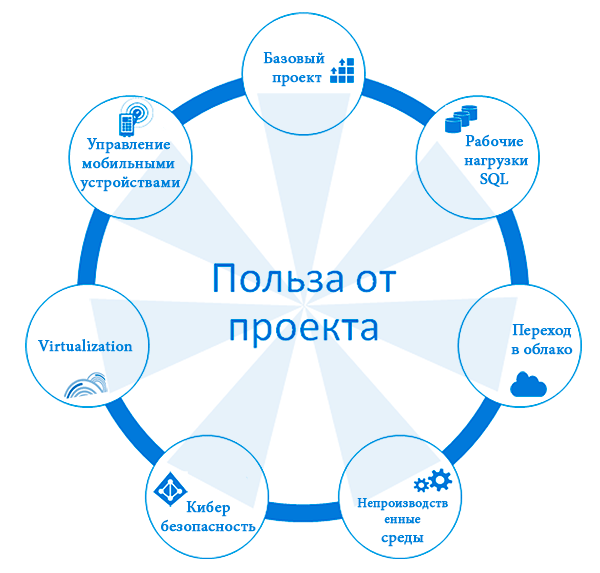 Базовый
проект
Рабочие
нагрузки
SQL
Переход
в облако
Непроизводств
енные
среды
Кибер
безопасность
Virtualization
Управление
мобильными
устройствами
Польза от
проекта